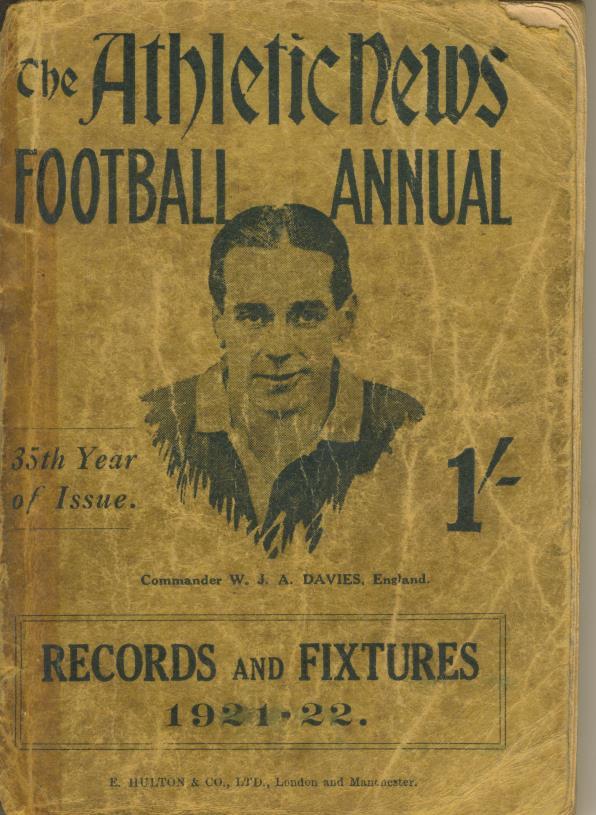 The Athletic News
FOOTBALL ANNUAL
35th Year
of Issue.
1/-
Commander W. J. A. DAVIES, England.
RECORDS AND FIXTURES
1921-22.
E. HULTON & CO., LTD., London and Manchester.